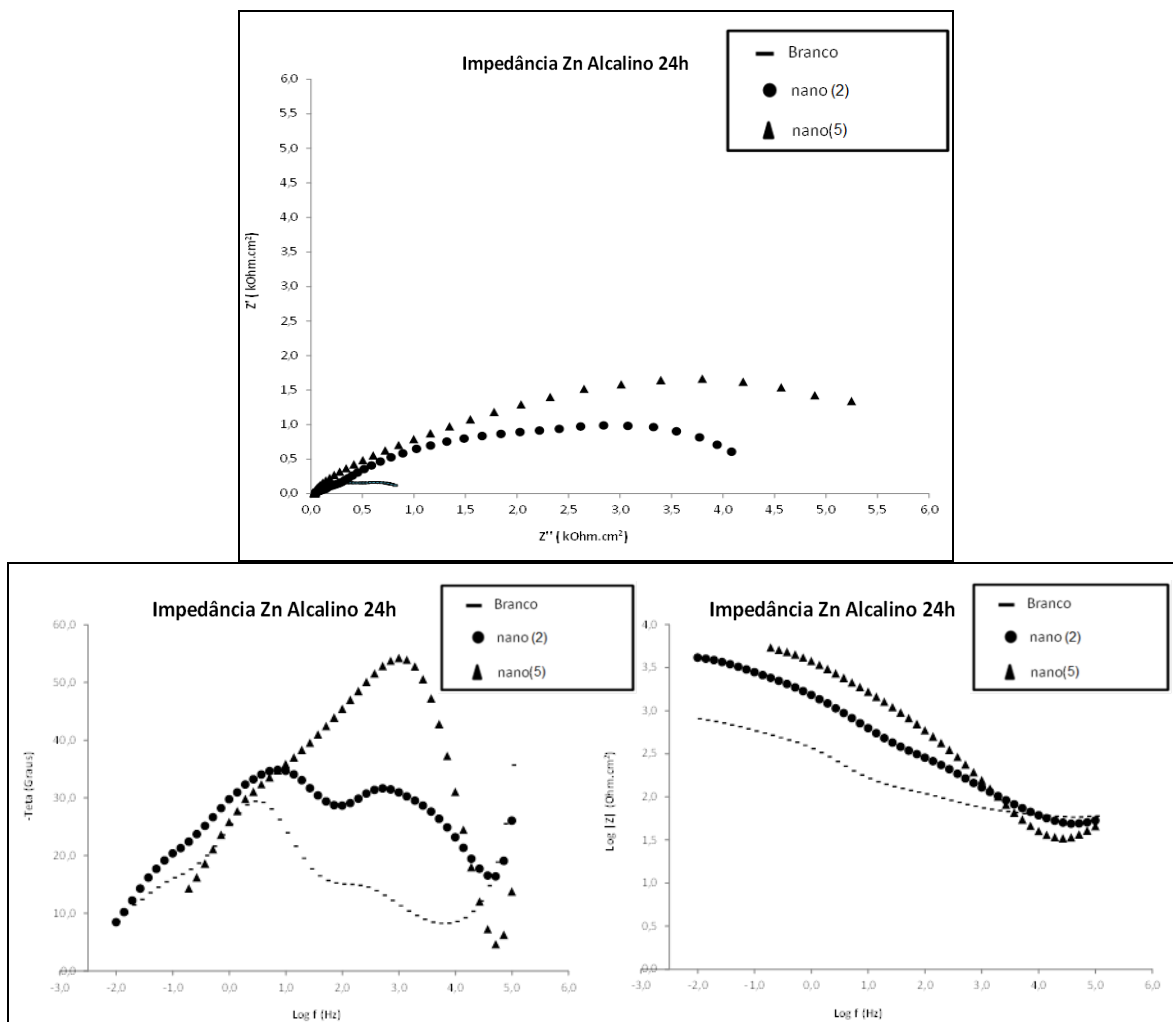 Impedância Zn Alcalino 24h
Branco
nano (2)
nano(5)
6,0
5,5
5,0
4,5
4,0
3,5
3,0
2,5
2,0
1,5
1,0
0,5
0,0
Z' ( kOhm.cm²)
0,0 0,5 1,0 1,5 2,0 2,5 3,0 3,5 4,0 4,5 5,0 5,5 6,0
Z'' ( kOhm.cm²)
Impedância Zn Alcalino 24h
Branco
nano (2)
nano(5)
60,0
50,0
40,0
30,0
20,0
10,0
0,0
-Teta (Graus)
-3,0 -2,0 -1,0 0,0 1,0 2,0 3,0 4,0 5,0 6,0
Log f (Hz)
Impedância Zn Alcalino 24h
Branco
nano (2)
nano(5)
4,0
3,5
3,0
2,5
2,0
1,5
1,0
0,5
0,0
Log |Z| (Ohm.cm²)
-3,0 -2,0 -1,0 0,0 1,0 2,0 3,0 4,0 5,0 6,0
Log f (Hz)